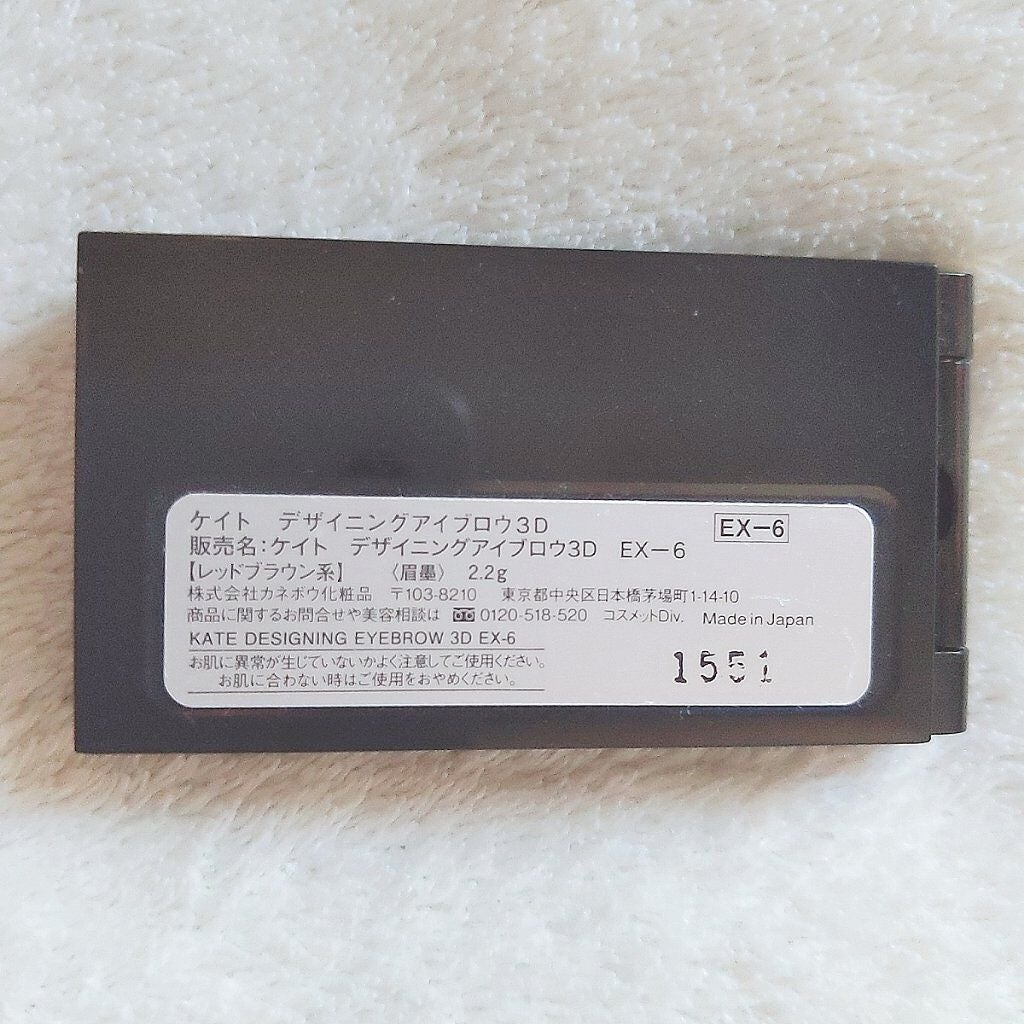 ケイト　デザイニングアイブロウ3D　EX−6
販売名：ケイト　デザイニングアイブロウ3D　EX−6
【レッドブラウン系】　〈眉墨〉　2.2g
株式会社カネボウ化粧品　〒103-8210　東京都中央区日本橋茅場町1-14-10
商品に関するお問合せや美容相談は　0120-518-520　コスメットDiv.　Made in Japan
KATE DESIGNING EYEBROW 3D EX-6
お肌に異常が生じていないかよく注意してご使用ください。
お肌に合わない時はご使用をおやめください。
1551